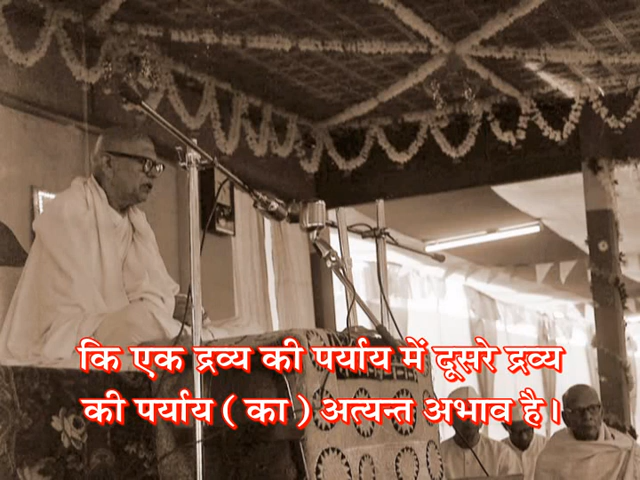 कि एक द्रव्य की पर्याय में दूसरे द्रव्य
की पर्याय ( का ) अत्यन्त अभाव है।